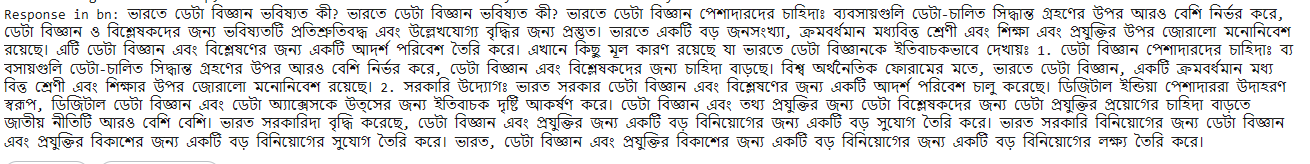 Response in bn: ভারতে ডেটা বিজ্ঞান ভবিষ্যত কী? ভারতে ডেটা বিজ্ঞান ভবিষ্যত কী? ভারতে ডেটা বিজ্ঞান পেশাদারদের চাহিদাঃ ব্যবসায়গুলি ডেটা-চালিত সিদ্ধান্ত গ্রহণের উপর আরও বেশি নির্ভর করে,
ডেটা বিজ্ঞান ও বিশ্লেষকদের জন্য ভবিষ্যতটি প্রতিশ্রুতিবদ্ধ এবং উল্লেখযোগ্য বৃদ্ধির জন্য প্রস্তুত। ভারতে একটি বড় জনসংখ্যা, ক্রমবর্ধমান মধ্যবিত্ত শ্রেণী এবং শিক্ষা এবং প্রযুক্তির উপর জোরালো মনোনিবেশ
রয়েছে। এটি ডেটা বিজ্ঞান এবং বিশ্লেষণের জন্য একটি আদর্শ পরিবেশ তৈরি করে। এখানে কিছু মূল কারণ রয়েছে যা ভারতে ডেটা বিজ্ঞানকে ইতিবাচকভাবে দেখায়ঃ 1. ডেটা বিজ্ঞান পেশাদারদের চাহিদাঃ ব্য
বসায়গুলি ডেটা-চালিত সিদ্ধান্ত গ্রহণের উপর আরও বেশি নির্ভর করে, ডেটা বিজ্ঞান এবং বিশ্লেষকদের জন্য চাহিদা বাড়ছে। বিশ্ব অর্থনৈতিক ফোরামের মতে, ভারতে ডেটা বিজ্ঞান, একটি ক্রমবর্ধমান মধ্য
বিত্ত শ্রেণী এবং শিক্ষার উপর জোরালো মনোনিবেশ রয়েছে। 2. সরকারি উদ্যোগঃ ভারত সরকার ডেটা বিজ্ঞান এবং বিশ্লেষণের জন্য একটি আদর্শ পরিবেশ চালু করেছে। ডিজিটাল ইন্ডিয়া পেশাদাররা উদাহরণ
স্বরূপ, ডিজিটাল ডেটা বিজ্ঞান এবং ডেটা অ্যাক্সেসকে উত্সের জন্য ইতিবাচক দৃষ্টি আকর্ষণ করে। ডেটা বিজ্ঞান এবং তথ্য প্রযুক্তির জন্য ডেটা বিশ্লেষকদের জন্য ডেটা প্রযুক্তির প্রয়োগের চাহিদা বাড়তে
জাতীয় নীতিটি আরও বেশি বেশি। ভারত সরকারিদা বৃদ্ধি করেছে, ডেটা বিজ্ঞান এবং প্রযুক্তির জন্য একটি বড় বিনিয়োগের জন্য একটি বড় সুযোগ তৈরি করে। ভারত সরকারি বিনিয়োগের জন্য ডেটা বিজ্ঞান
এবং প্রযুক্তির বিকাশের জন্য একটি বড় বিনিয়োগের সুযোগ তৈরি করে। ভারত, ডেটা বিজ্ঞান এবং প্রযুক্তির বিকাশের জন্য একটি বড় বিনিয়োগের জন্য একটি বড় বিনিয়োগের লক্ষ্য তৈরি করে।